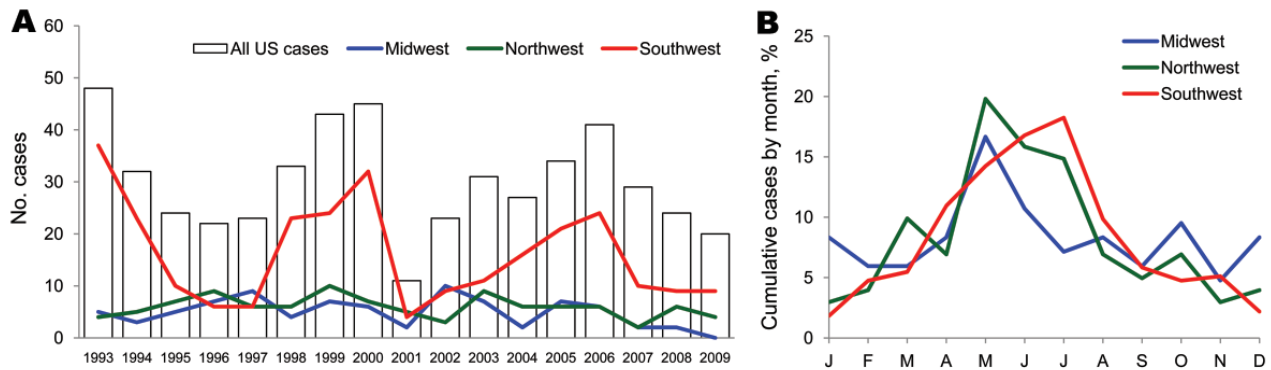 A
No. cases
60
50
40
30
20
10
0
All US cases Midwest Northwest Southwest
1993 1994 1995 1996 1997 1998 1999 2000 2001 2002 2003 2004 2005 2006 2007 2008 2009
B
Cumulative cases by month, %
25
20
15
10
5
0
Midwest
Northwest
Southwest
J F M A M J J A S O N D